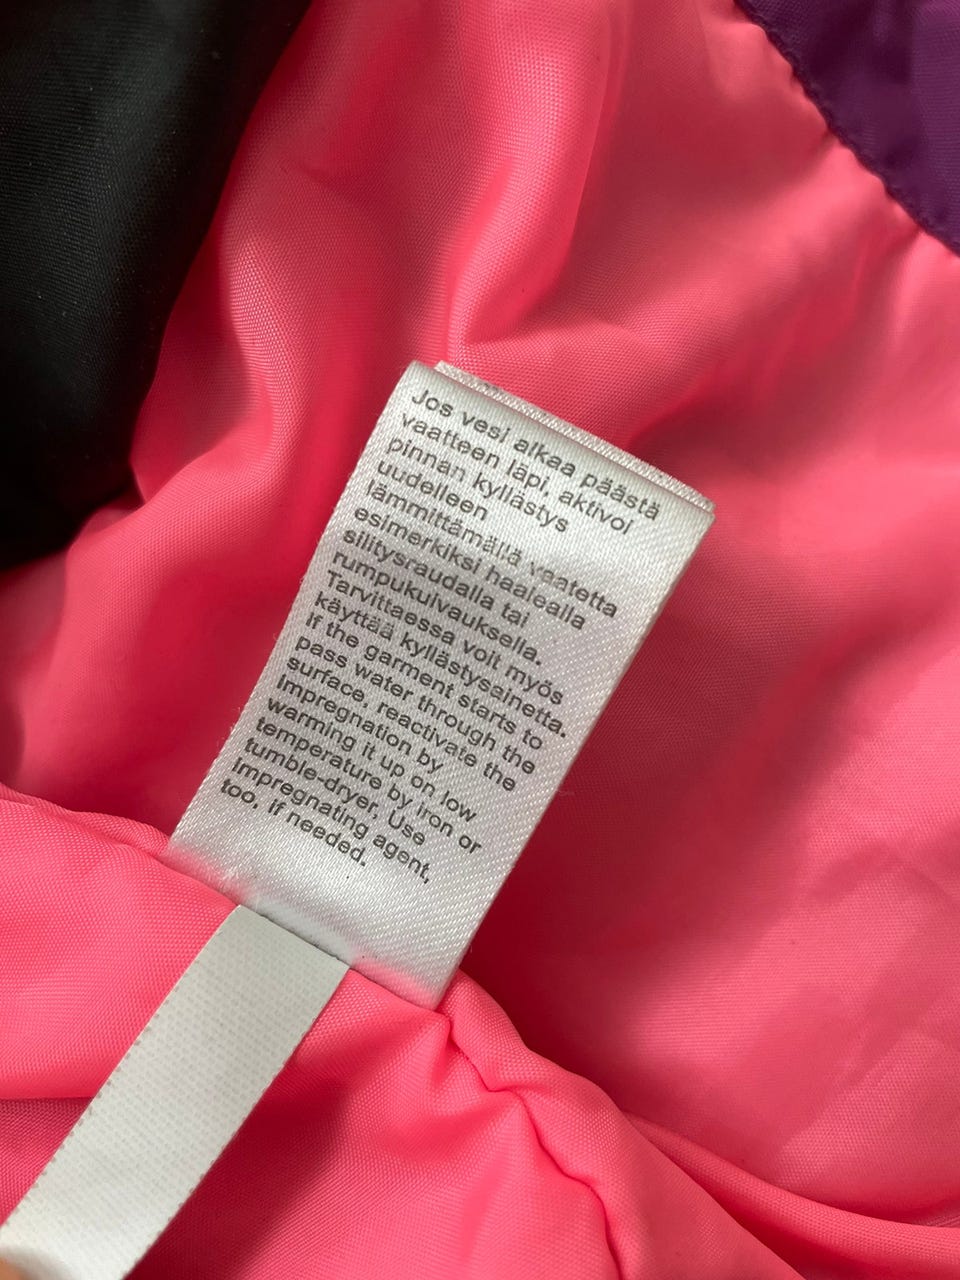 Jos vesi alkaa päästä
vaatteen läpi, aktivoi
pinnan kyllästys
uudelleen
lämmittämällä vaatetta
esimerkiksi haalealla
silitysraudalla tai
rumpukuivauksella.
Tarvittaessa voit myös
käyttää kyllästysainetta.
If the garment starts to
pass water through the
surface, reactivate the
impregnation by
warming it up on low
temperature by iron or
tumble-dryer. Use
impregnating agent,
too, if needed.